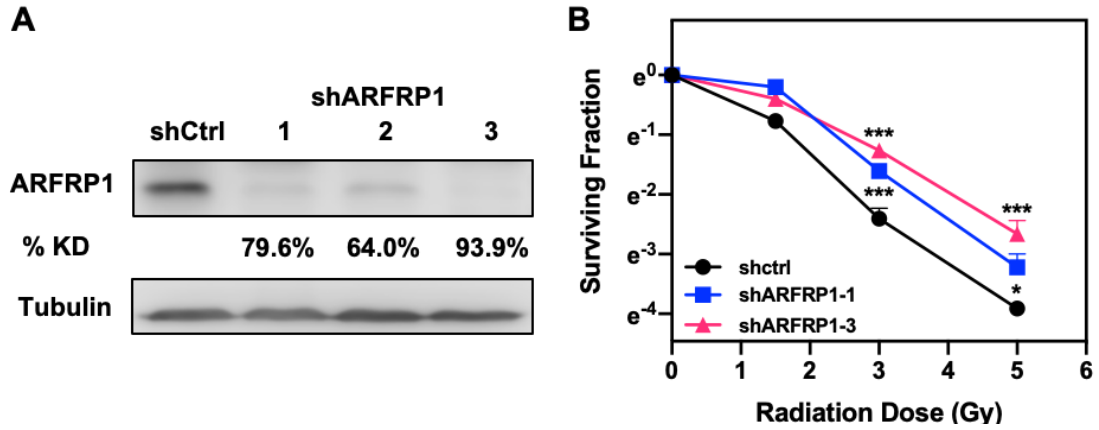 A
shARFRP1
shCtrl 1 2 3
ARFRP1
% KD 79.6% 64.0% 93.9%
Tubulin
B
Surviving Fraction
e0
e-1
e-2
e-3
e-4
***
***
***
*
shctrl
shARFRP1-1
shARFRP1-3
0 1 2 3 4 5 6
Radiation Dose (Gy)